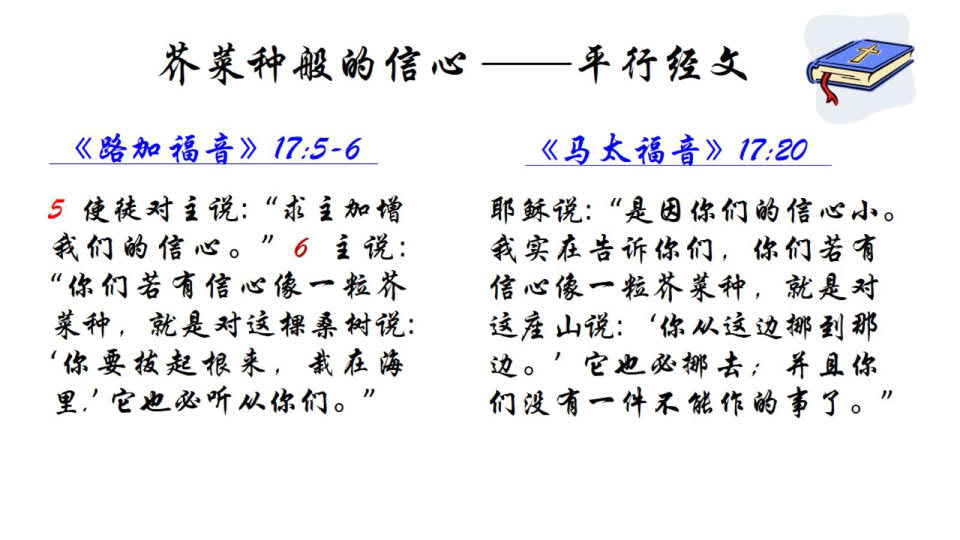 芥菜种般的信心 ——平行经文
《路加福音》17:5-6
5 使徒对主说:“求主加增
我们的信心。”6 主说:
“你们若有信心像一粒芥
菜种，就是对这棵桑树说:
‘你要拔起根来，栽在海
里,’它也必听从你们。”
《马太福音》17:20
耶稣说:“是因你们的信心小。
我实在告诉你们，你们若有
信心像一粒芥菜种，就是对
这座山说:‘你从这边挪到那
边。’它也必挪去；并且你
们没有一件不能作的事了。”